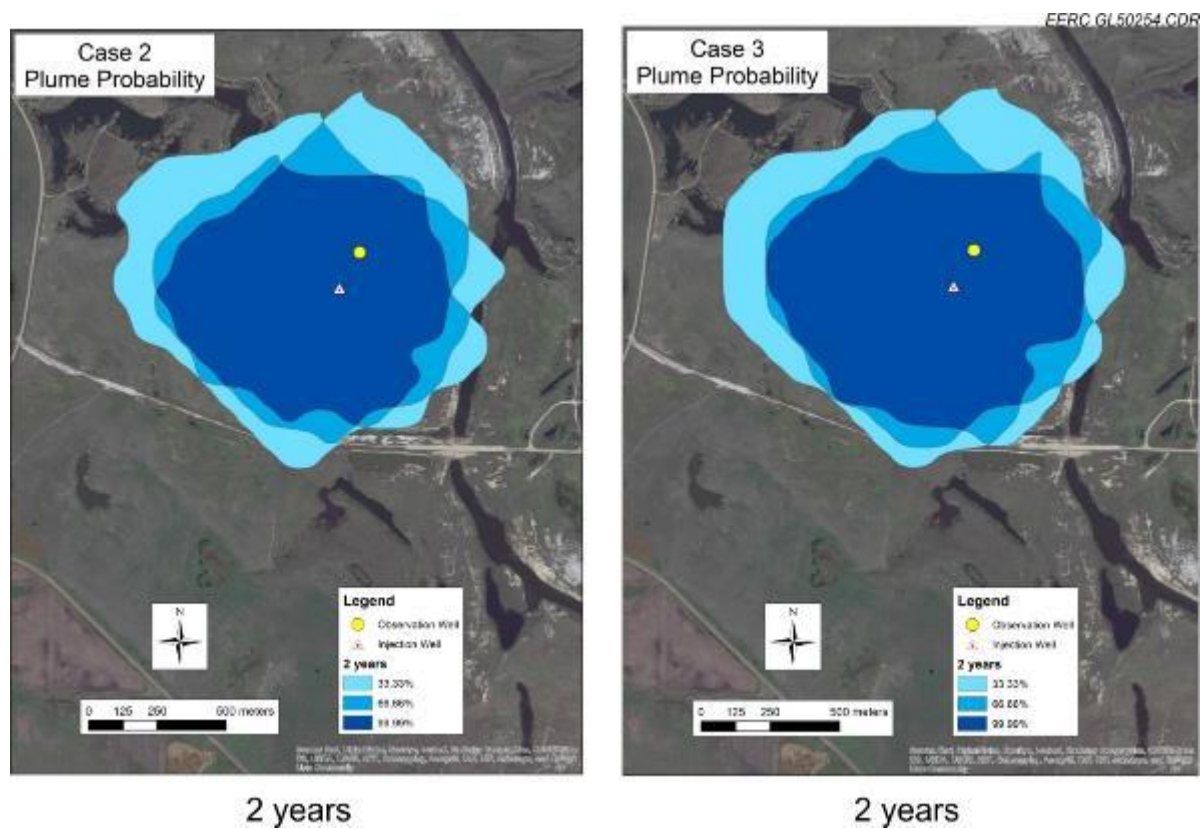 EERC GL50254.CDR
Case 2
Plume Probability
N
Legend
Observation Well
Injection Well
2 years
33.33%
66.66%
99.99%
0 125 250 500 meters
2 years
Case 3
Plume Probability
N
Legend
Observation Well
Injection Well
2 years
33.33%
66.66%
99.99%
0 125 250 500 meters
2 years